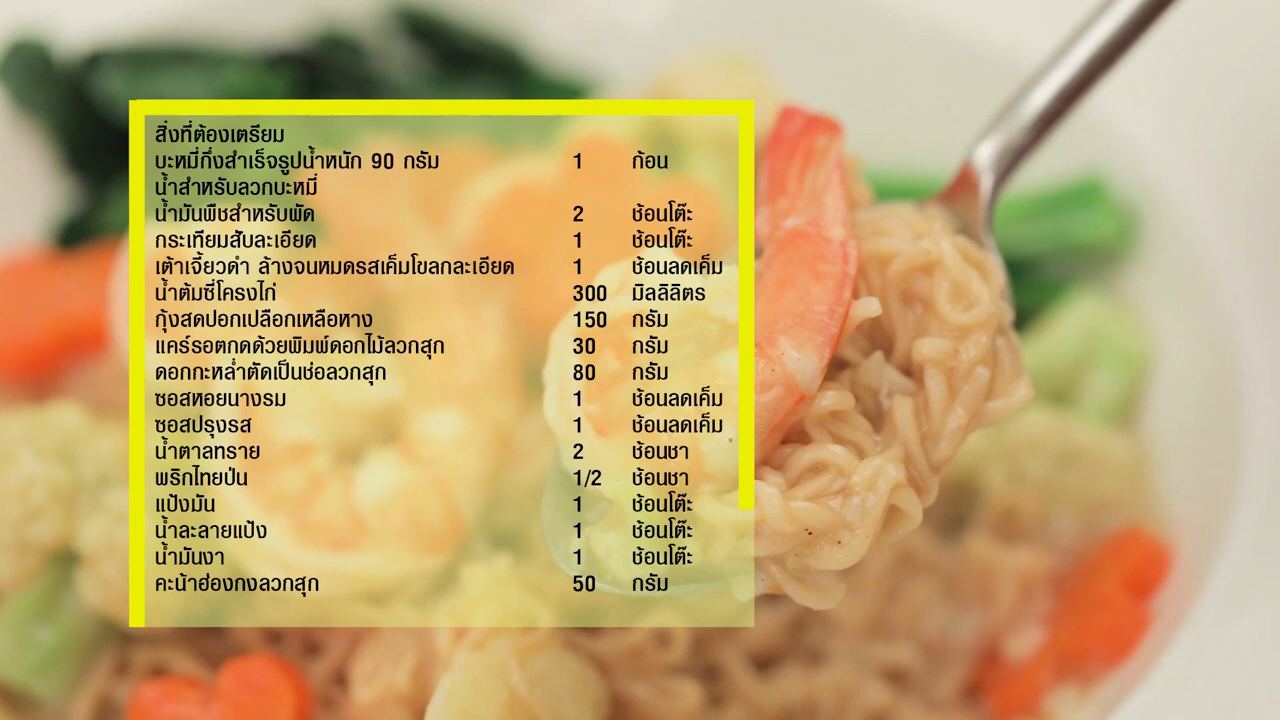 สิ่งที่ต้องเตรียม
บะหมี่กึ่งสำเร็จรูปน้ำหนัก 90 กรัม 1 ก้อน
น้ำสำหรับลวกบะหมี่
น้ำมันพืชสำหรับผัด 2 ช้อนโต๊ะ
กระเทียมสับละเอียด 1 ช้อนโต๊ะ
เต้าเจี้ยวดำ ล้างจนหมดรสเค็มโขลกละเอียด 1 ช้อนลดเค็ม
น้ำต้มซี่โครงไก่ 300 มิลลิลิตร
กุ้งสดปอกเปลือกเหลือหาง 150 กรัม
แคร์รอตกดด้วยพิมพ์ดอกไม้ลวกสุก 30 กรัม
ดอกกะหล่ำตัดเป็นช่อลวกสุก 80 กรัม
ซอสหอยนางรม 1 ช้อนลดเค็ม
ซอสปรุงรส 1 ช้อนลดเค็ม
น้ำตาลทราย 2 ช้อนชา
พริกไทยป่น 1/2 ช้อนชา
แป้งมัน 1 ช้อนโต๊ะ
น้ำละลายแป้ง 1 ช้อนโต๊ะ
น้ำมันงา 1 ช้อนโต๊ะ
คะน้าฮ่องกงลวกสุก 50 กรัม